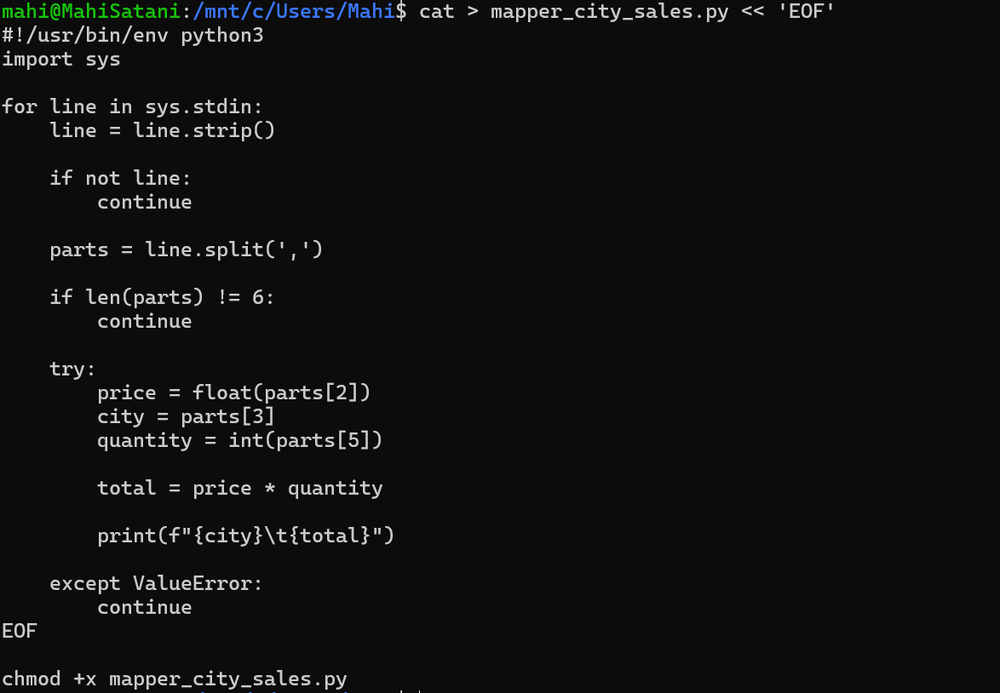 mahi@MahiSatani:/mnt/c/Users/Mahi$ cat > mapper_city_sales.py << 'EOF'
#!/usr/bin/env python3
import sys

for line in sys.stdin:
    line = line.strip()

    if not line:
        continue

    parts = line.split(',')

    if len(parts) != 6:
        continue

    try:
        price = float(parts[2])
        city = parts[3]
        quantity = int(parts[5])

        total = price * quantity

        print(f"{city}\t{total}")

    except ValueError:
        continue
EOF

chmod +x mapper_city_sales.py